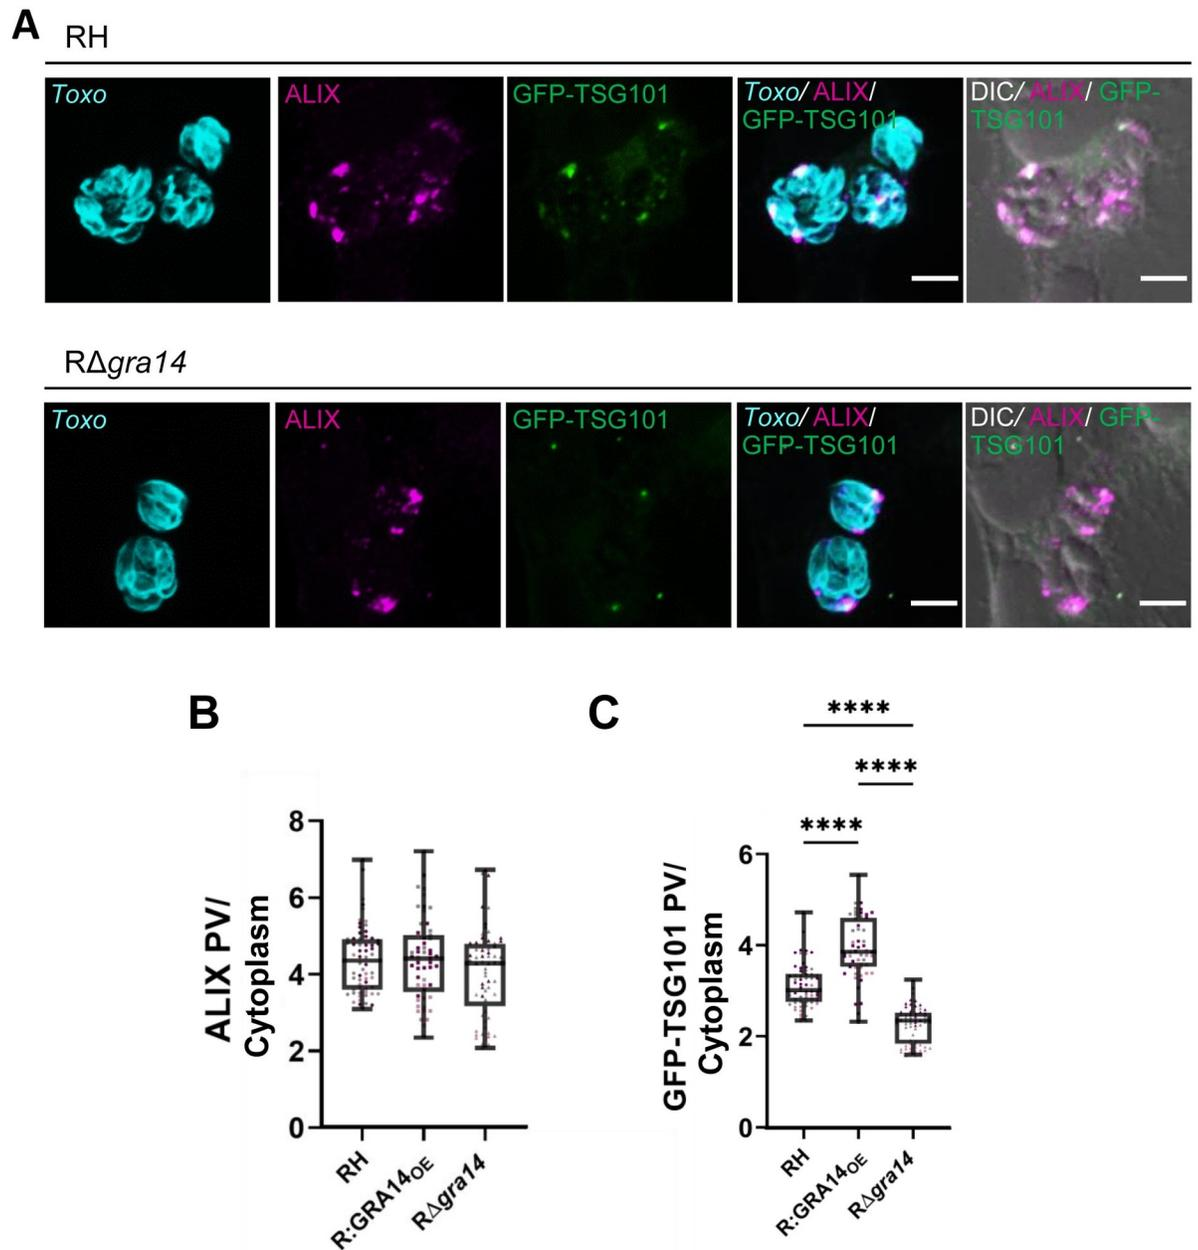 A
RH
Toxo
ALIX
GFP-TSG101
Toxo/ ALIX/
GFP-TSG101
DIC/ ALIX/ GFP-
TSG101
RΔgra14
Toxo
ALIX
GFP-TSG101
Toxo/ ALIX/
GFP-TSG101
DIC/ ALIX/ GFP-
TSG101
B
ALIX PV/
Cytoplasm
8
6
4
2
0
RH
R:GRA14OE
RΔgra14
C
****
****
****
GFP-TSG101 PV/
Cytoplasm
6
4
2
0
RH
R:GRA14OE
RΔgra14